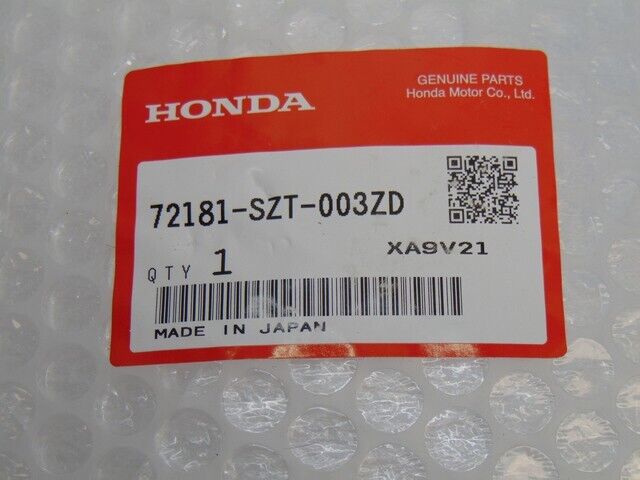 HONDA
GENUINE PARTS
Honda Motor Co., Ltd.
72181-SZT-003ZD
XA9V21
QTY 1
MADE IN JAPAN